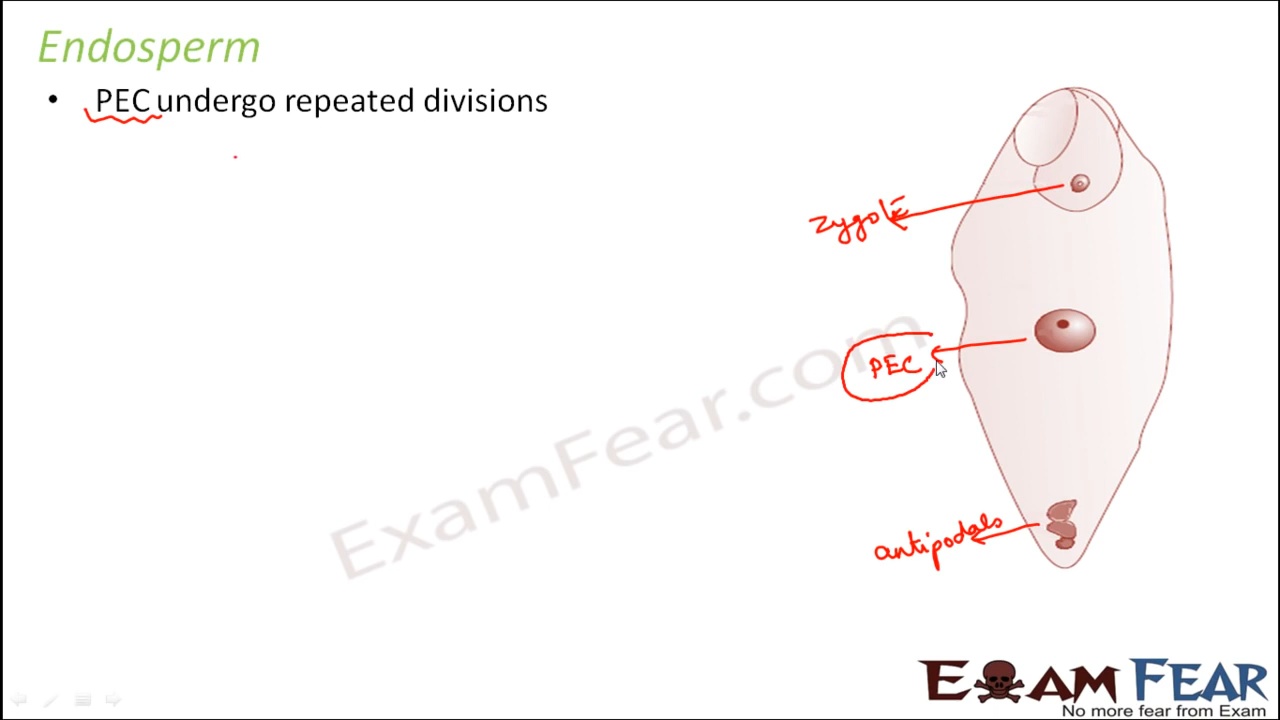 Endosperm
• PEC undergo repeated divisions
zygote
PEC
antipodals
ExamFear.com
EXAM FEAR
No more fear from Exam